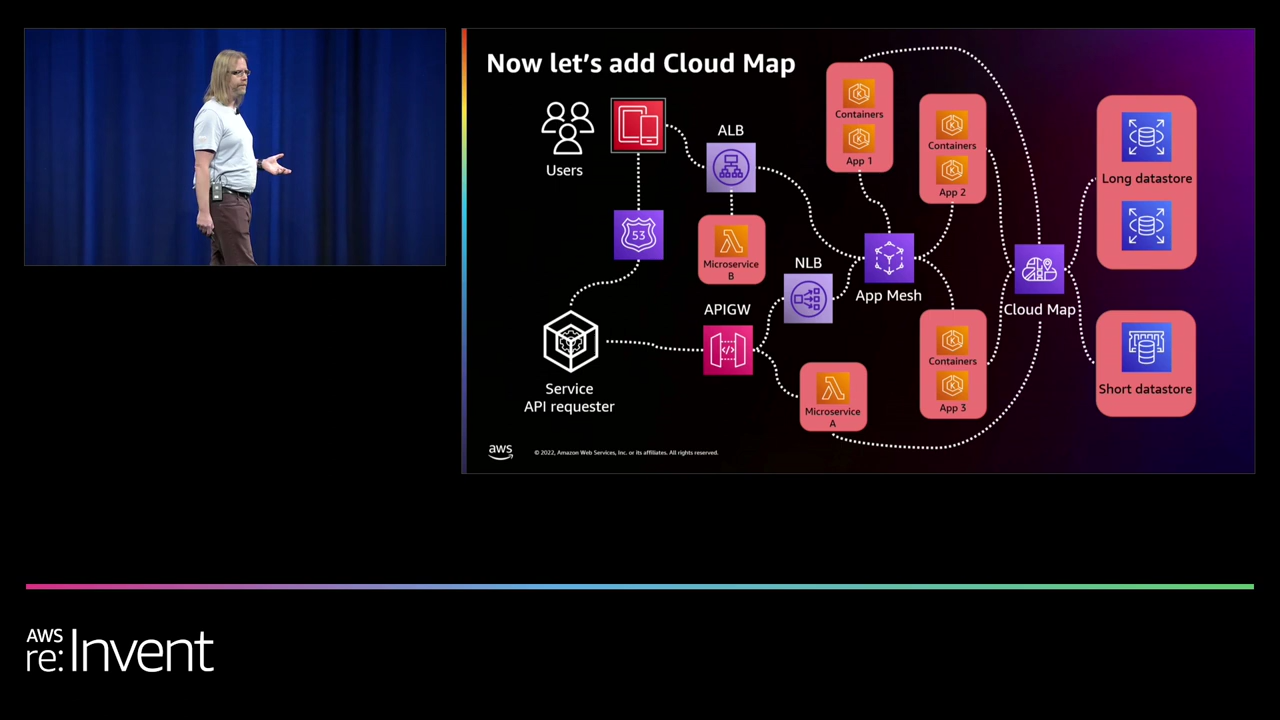 Now let's add Cloud Map
Users
ALB
53
Microservice
B
NLB
APIGW
Service
API requester
Microservice
A
App Mesh
Containers
App 1
Containers
App 2
Containers
App 3
Cloud Map
Long datastore
Short datastore
aws
© 2022, Amazon Web Services, Inc. or its affiliates. All rights reserved.
AWS
re:Invent